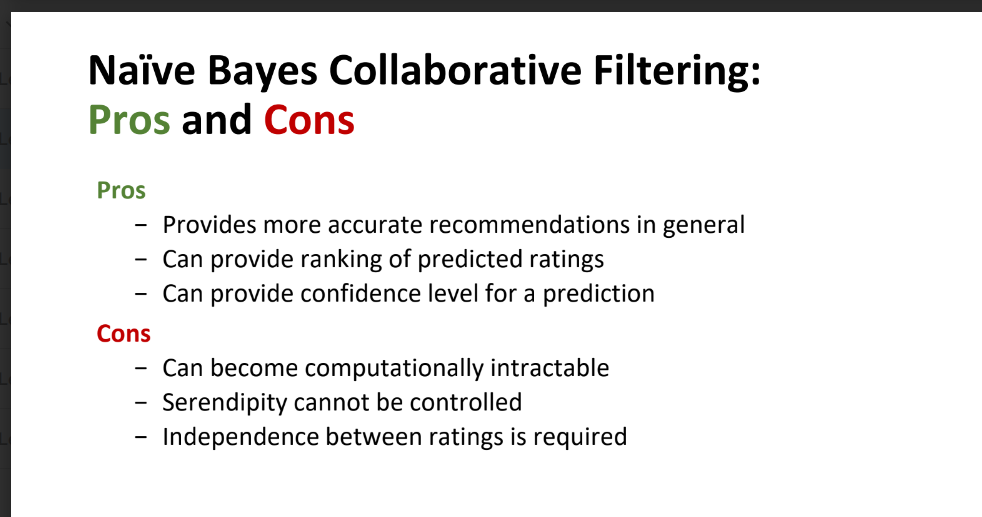 Naïve Bayes Collaborative Filtering:
Pros and Cons
Pros
– Provides more accurate recommendations in general
– Can provide ranking of predicted ratings
– Can provide confidence level for a prediction
Cons
– Can become computationally intractable
– Serendipity cannot be controlled
– Independence between ratings is required